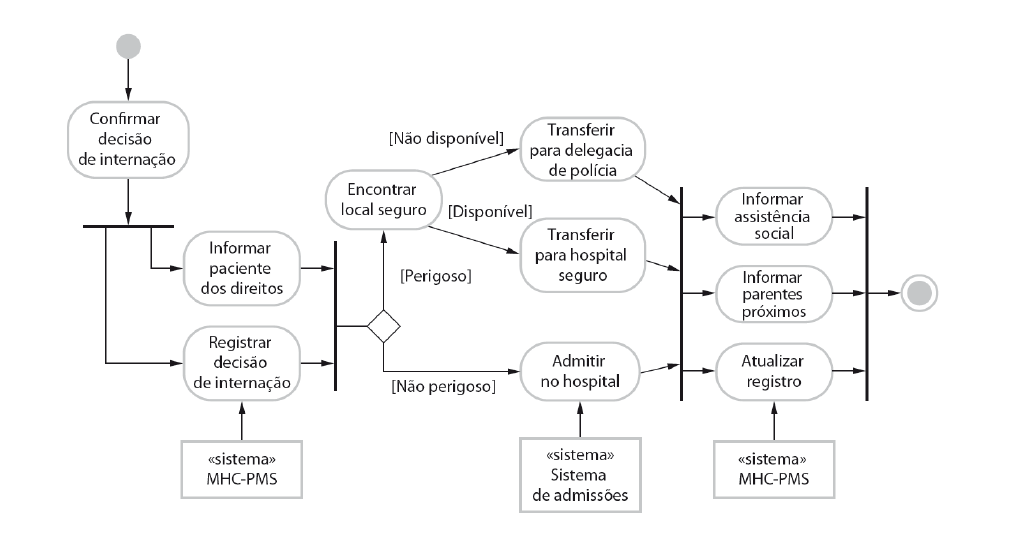 Confirmar
decisão
de internação
Informar
paciente
dos direitos
Registrar
decisão
de internação
«sistema»
MHC-PMS
Encontrar
local seguro
[Não disponível]
[Disponível]
[Perigoso]
[Não perigoso]
Transferir
para delegacia
de polícia
Transferir
para hospital
seguro
Admitir
no hospital
«sistema»
Sistema
de admissões
Informar
assistência
social
Informar
parentes
próximos
Atualizar
registro
«sistema»
MHC-PMS